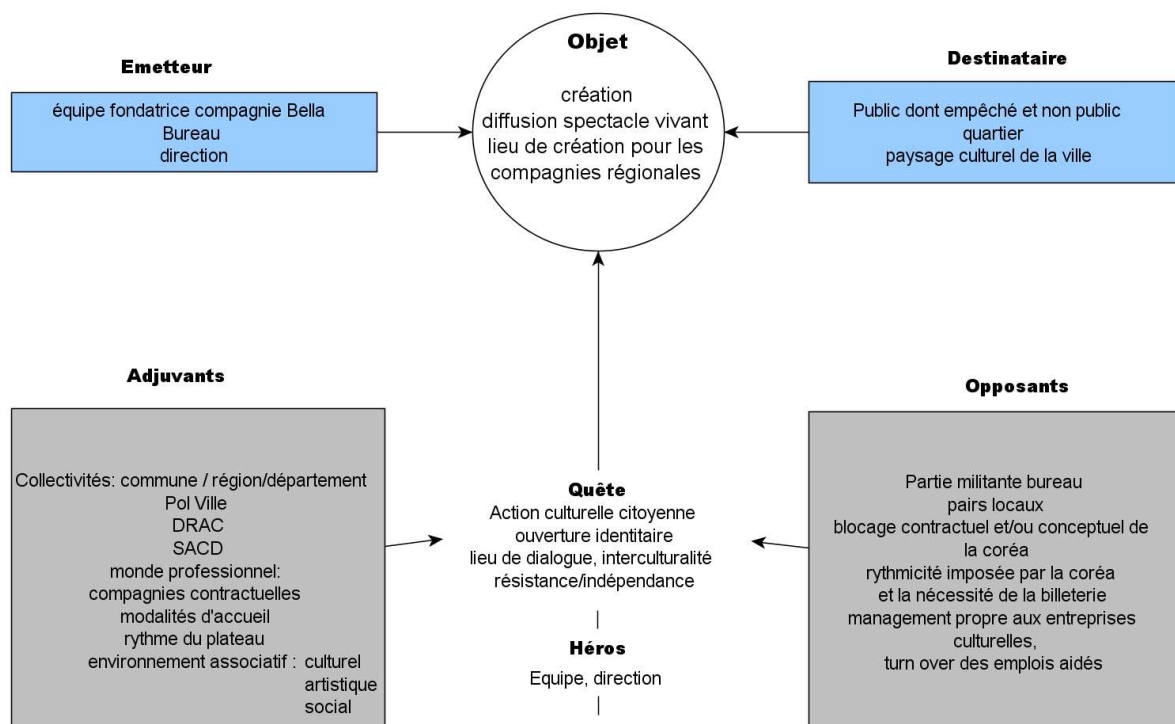 Objet
création
diffusion spectacle vivant
lieu de création pour les
compagnies régionales
Emetteur
équipe fondatrice compagnie Bella
Bureau
direction
Destinataire
Public dont empêché et non public
quartier
paysage culturel de la ville
Adjuvants
Collectivités: commune / région/département
Pol Ville
DRAC
SACD
monde professionnel:
compagnies contractuelles
modalités d'accueil
rythme du plateau
environnement associatif : culturel
artistique
social
Quête
Action culturelle citoyenne
ouverture identitaire
lieu de dialogue, interculturalité
résistance/indépendance
Héros
Equipe, direction
Opposants
Partie militante bureau
pairs locaux
blocage contractuel et/ou conceptuel de
la coréa
rythmicité imposée par la coréa
et la nécessité de la billeterie
management propre aux entreprises
culturelles,
turn over des emplois aidés